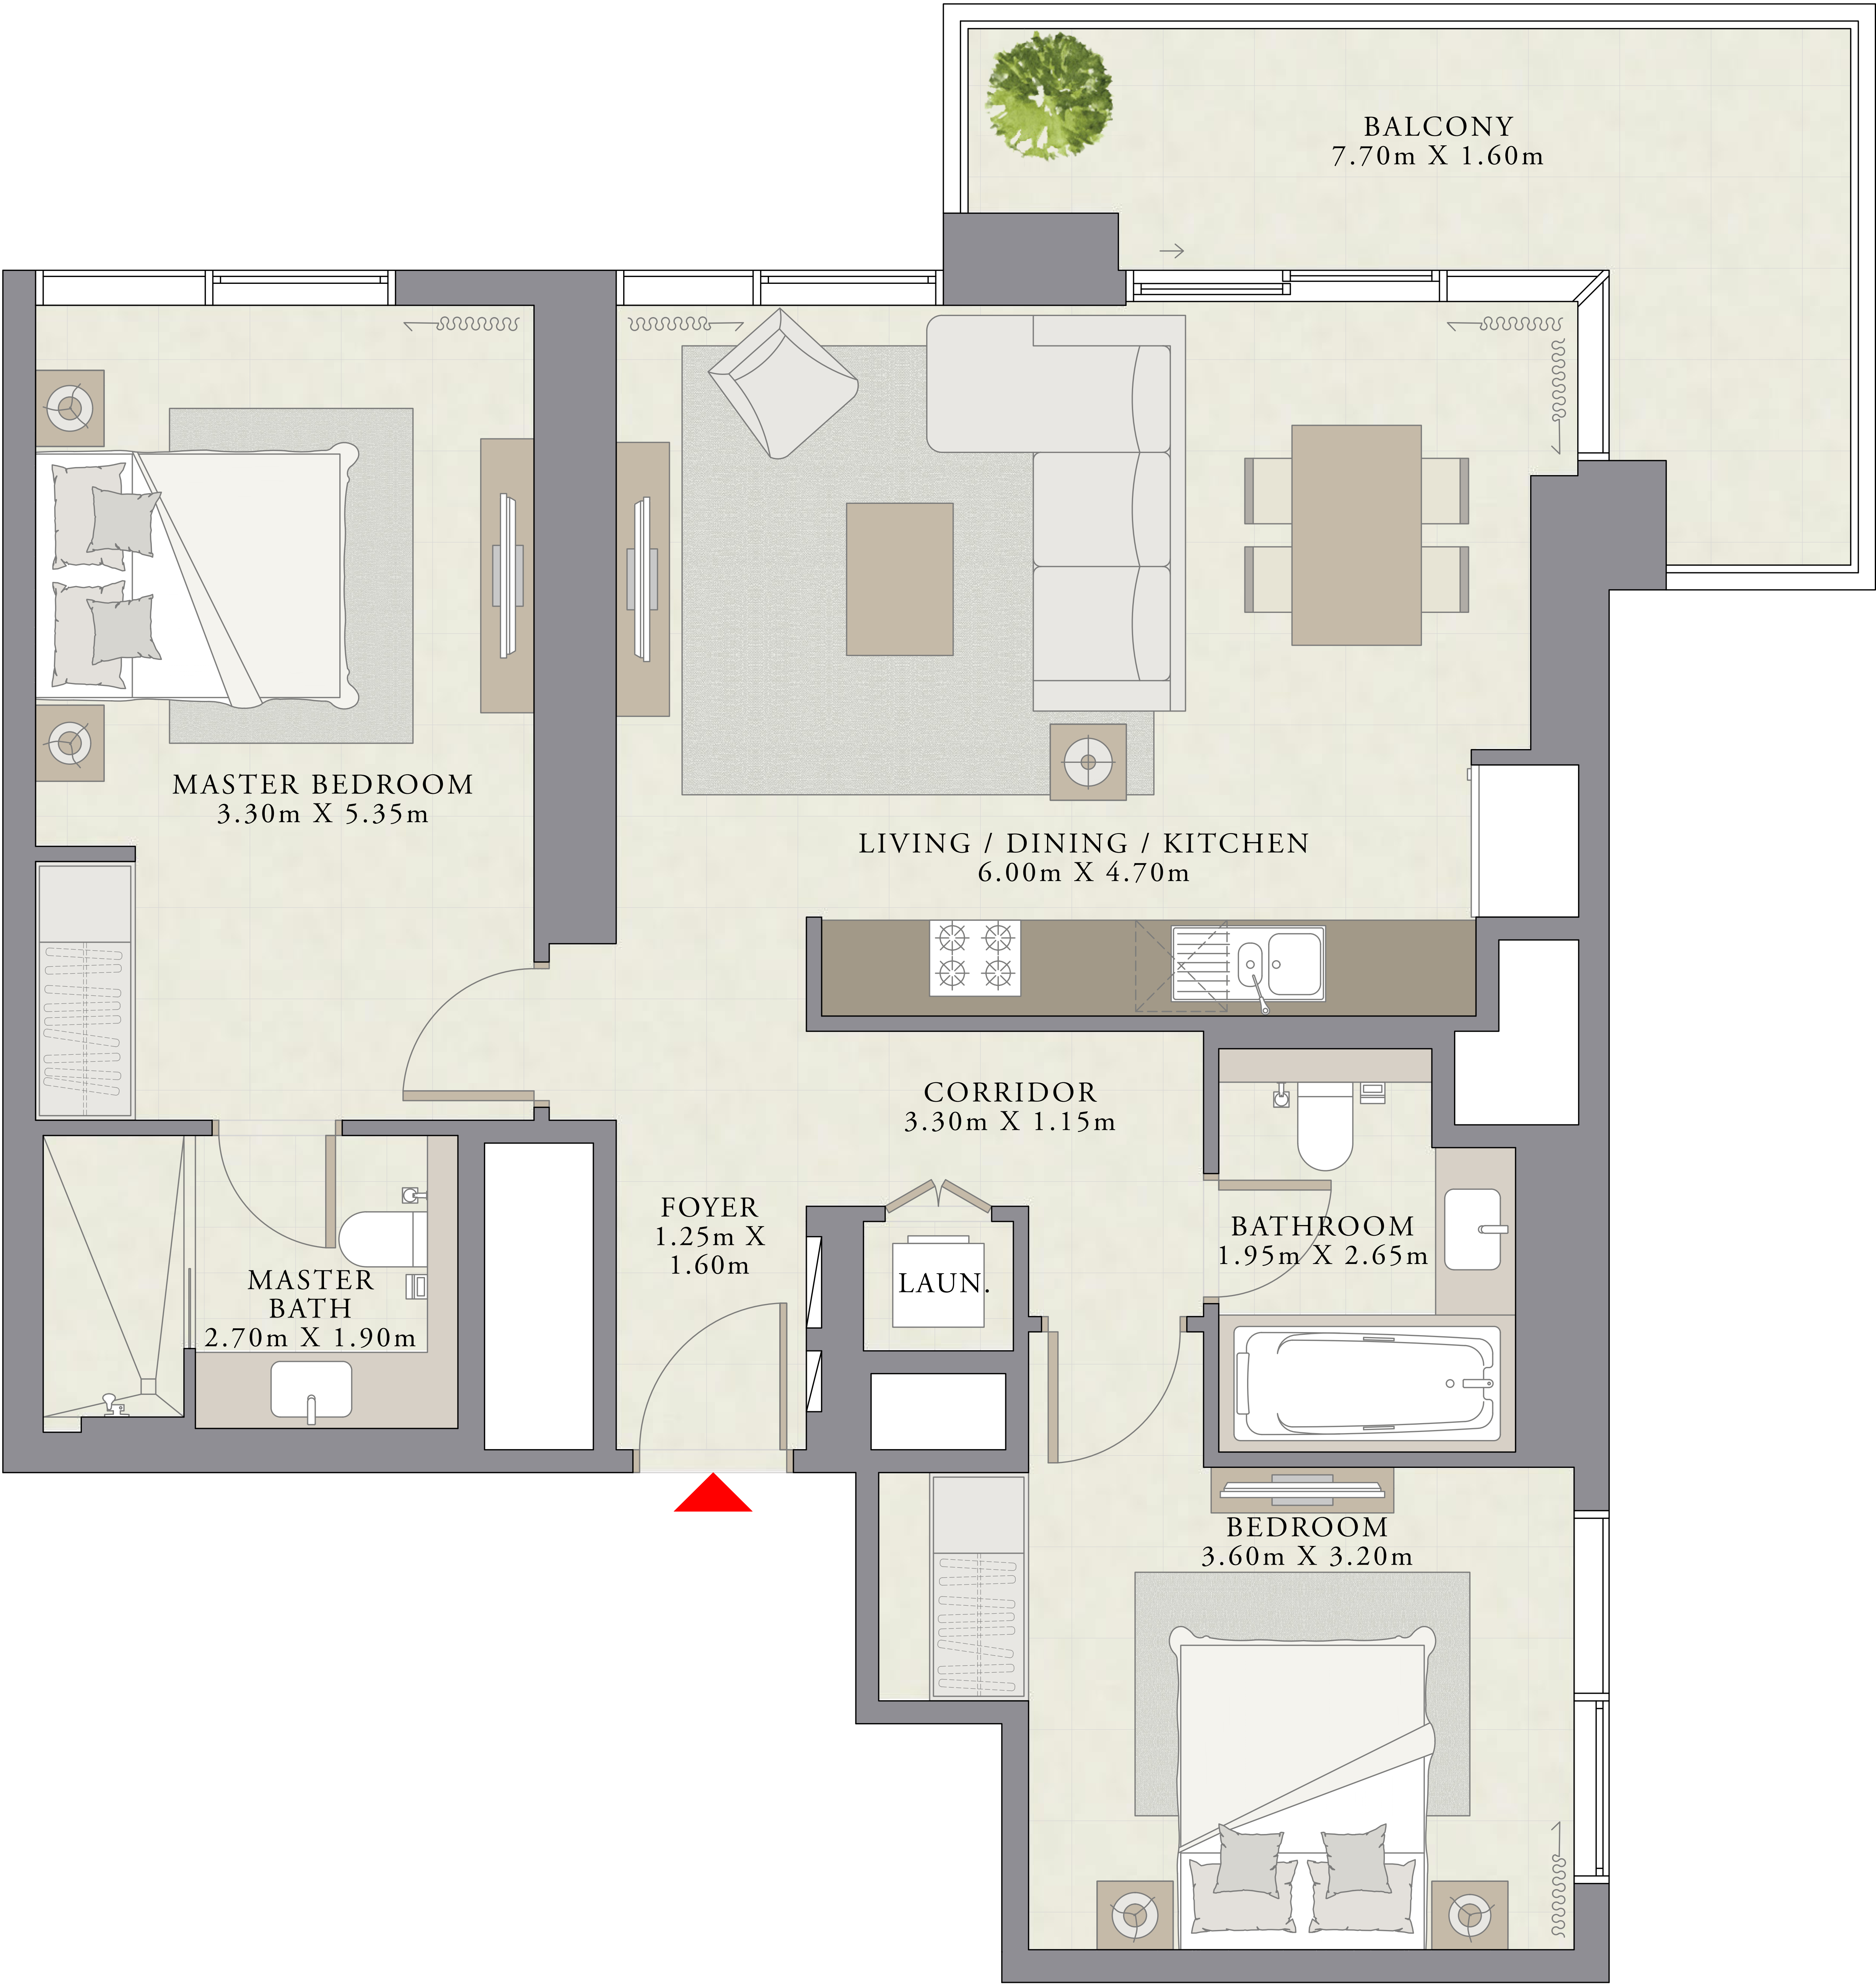 BALCONY
7.70m X 1.60m
MASTER BEDROOM
3.30m X 5.35m
LIVING / DINING / KITCHEN
6.00m X 4.70m
CORRIDOR
3.30m X 1.15m
FOYER
1.25m X
1.60m
LAUN.
BATHROOM
1.95m X 2.65m
MASTER
BATH
2.70m X 1.90m
BEDROOM
3.60m X 3.20m